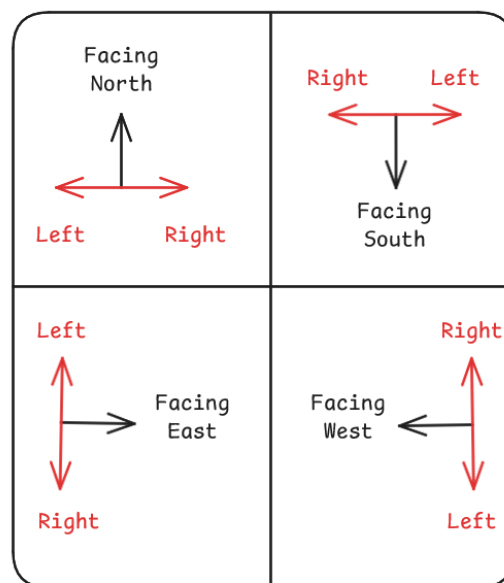 Facing
North
Left
Right
Right
Left
Facing
South
Left
Facing
East
Right
Right
Facing
West
Left